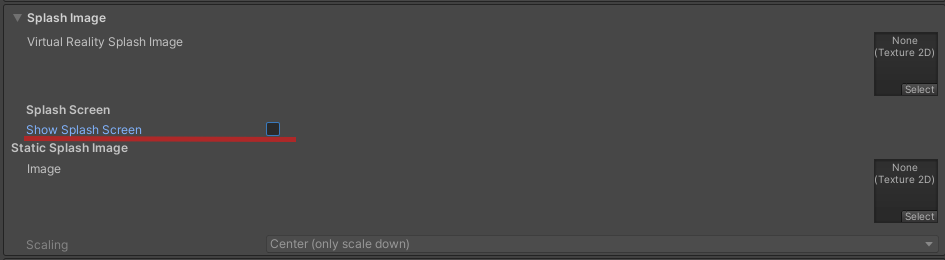 Splash Image
Virtual Reality Splash Image
None
(Texture 2D)
Select
Splash Screen
Show Splash Screen
Static Splash Image
Image
None
(Texture 2D)
Select
Scaling
Center (only scale down)